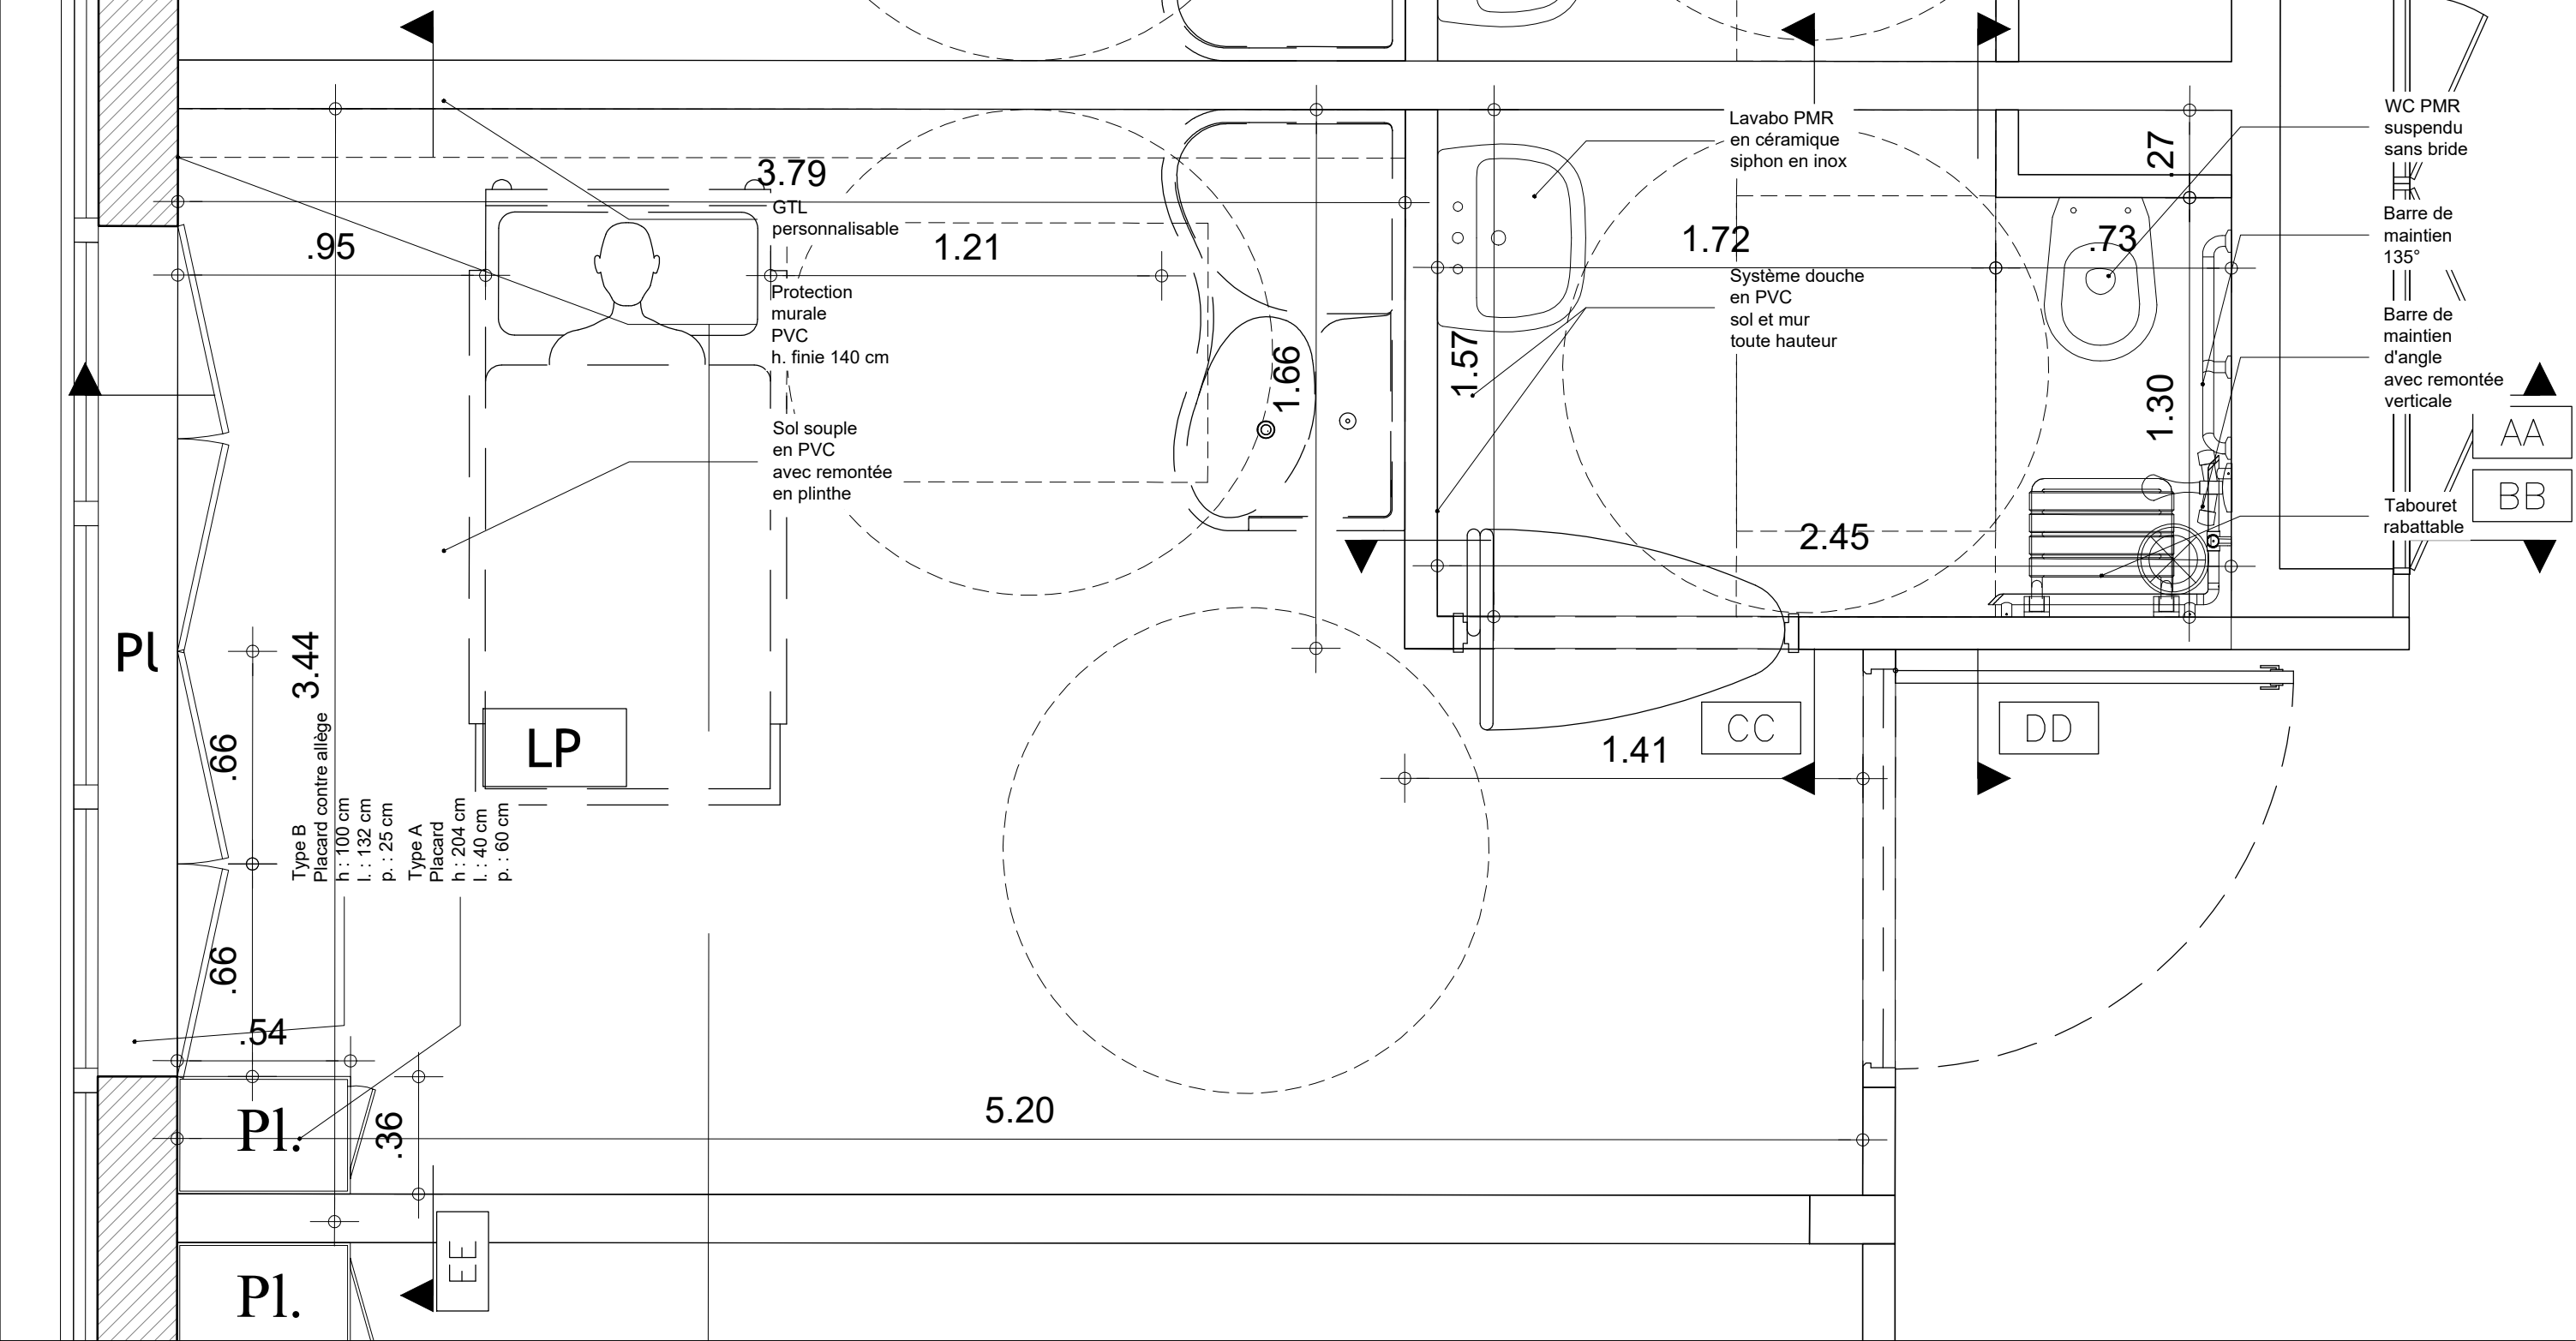 Lavabo PMR
en céramique
siphon en inox
WC PMR
suspendu
sans bride
.27
3.79
GTL
personnalisable
.95
1.21
1.72
.73
Barre de
maintien
135°
Système douche
en PVC
sol et mur
toute hauteur
Protection
murale
PVC
h. finie 140 cm
1.66
1.57
1.30
Barre de
maintien
d'angle
avec remontée
verticale
AA
BB
Sol souple
en PVC
avec remontée
en plinthe
2.45
Tabouret
rabattable
Pl
3.44
.66
LP
1.41
CC
DD
Type B
Placard contre allège
h : 100 cm
l. : 132 cm
p. : 25 cm
Type A
Placard
h : 204 cm
l. : 40 cm
p. : 60 cm
.66
.54
Pl.
.36
5.20
EE
Pl.